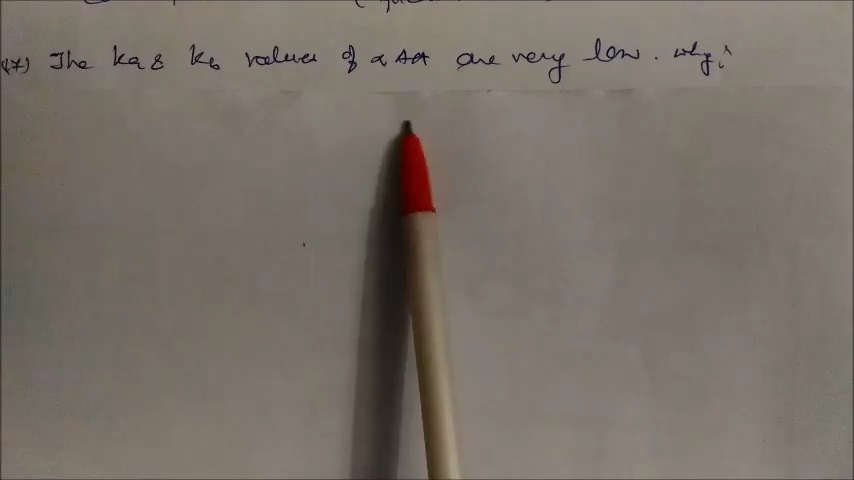 (7) The ka & kb values of α AA are very low. why?